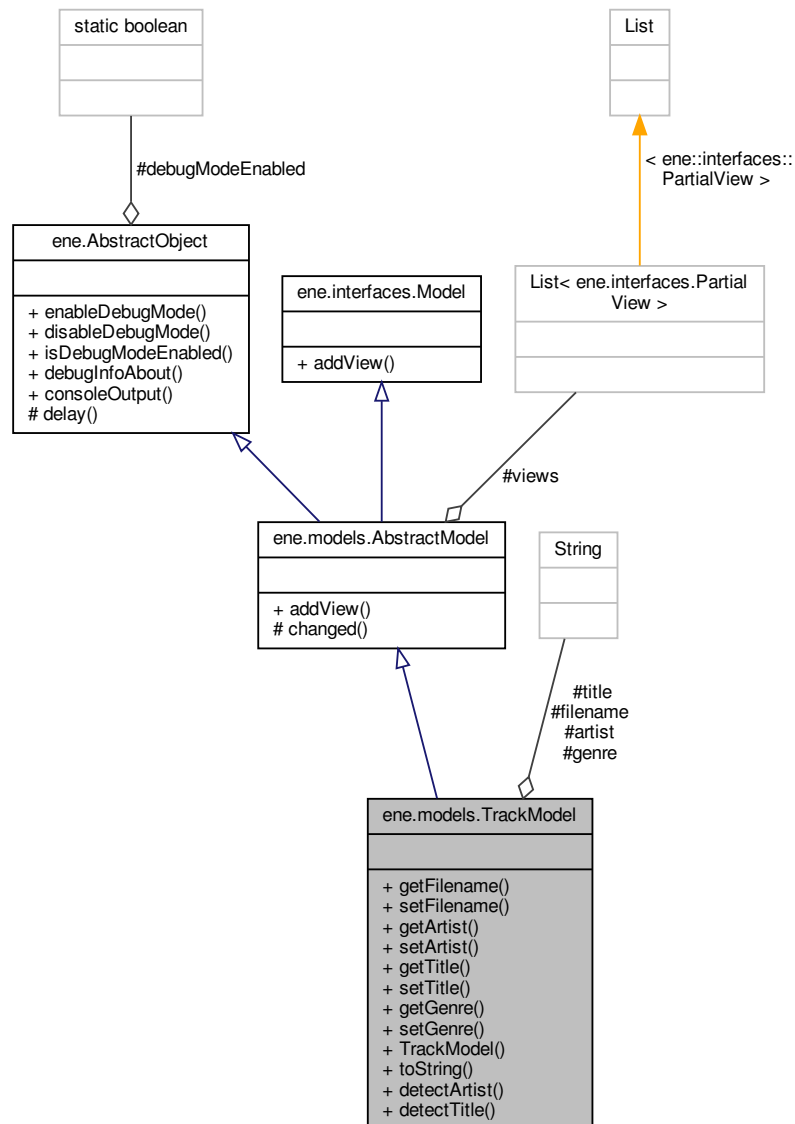 static boolean
List
#debugModeEnabled
< ene::interfaces::
PartialView >
ene.AbstractObject
+ enableDebugMode()
+ disableDebugMode()
+ isDebugModeEnabled()
+ debugInfoAbout()
+ consoleOutput()
# delay()
ene.interfaces.Model
+ addView()
List< ene.interfaces.Partial
View >
#views
ene.models.AbstractModel
+ addView()
# changed()
String
#title
#filename
#artist
#genre
ene.models.TrackModel
+ getFilename()
+ setFilename()
+ getArtist()
+ setArtist()
+ getTitle()
+ setTitle()
+ getGenre()
+ setGenre()
+ TrackModel()
+ toString()
+ detectArtist()
+ detectTitle()